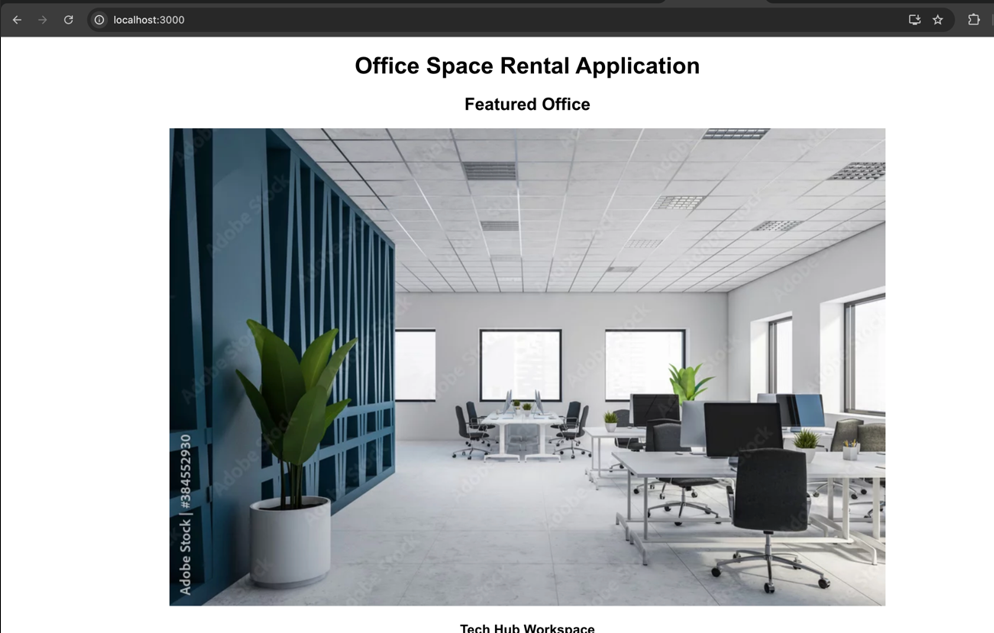 localhost:3000
Office Space Rental Application
Featured Office
Adobe Stock | #384552930
Tech Hub Workspace